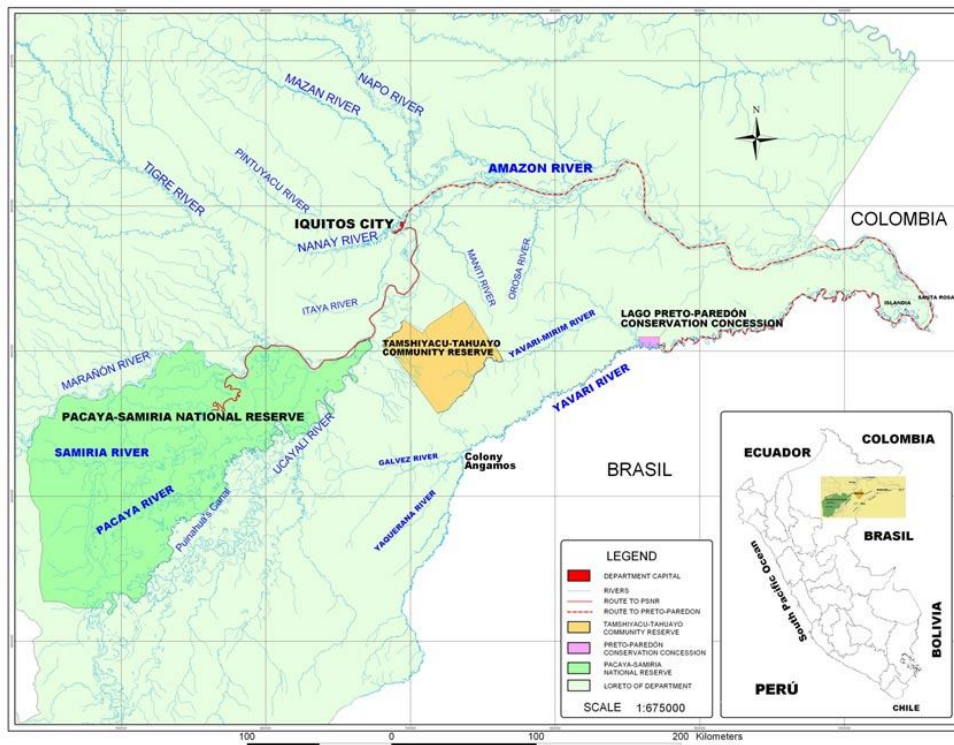 NAPO RIVER
MAZAN RIVER
PINTUYACU RIVER
TIGRE RIVER
AMAZON RIVER
N
IQUITOS CITY
NANAY RIVER
COLOMBIA
MANITI RIVER
OROSA RIVER
ITAYA RIVER
ISLANDIA
SANTA ROSA
LAGO PRETO-PAREDÓN
CONSERVATION CONCESSION
TAMSHIYACU-TAHUAYO
COMMUNITY RESERVE
YAVARI-MIRIM RIVER
MARAÑÓN RIVER
YAVARI RIVER
PACAYA-SAMIRIA NATIONAL RESERVE
UCAYALI RIVER
SAMIRIA RIVER
GALVEZ RIVER
Colony
Angamos
BRASIL
PACAYA RIVER
Puinahua's Canal
YAQUERANA RIVER
LEGEND
DEPARTMENT CAPITAL
RIVERS
ROUTE TO PSNR
ROUTE TO PRETO-PAREDON
TAMSHIYACU-TAHUAYO
COMMUNITY RESERVE
PRETO-PAREDÓN
CONSERVATION CONCESSION
PACAYA-SAMIRIA
NATIONAL RESERVE
LORETO OF DEPARTMENT
SCALE 1:675000
ECUADOR
COLOMBIA
BRASIL
South Pacific Ocean
BOLIVIA
PERÚ
CHILE
100 0 100 200 Kilometers